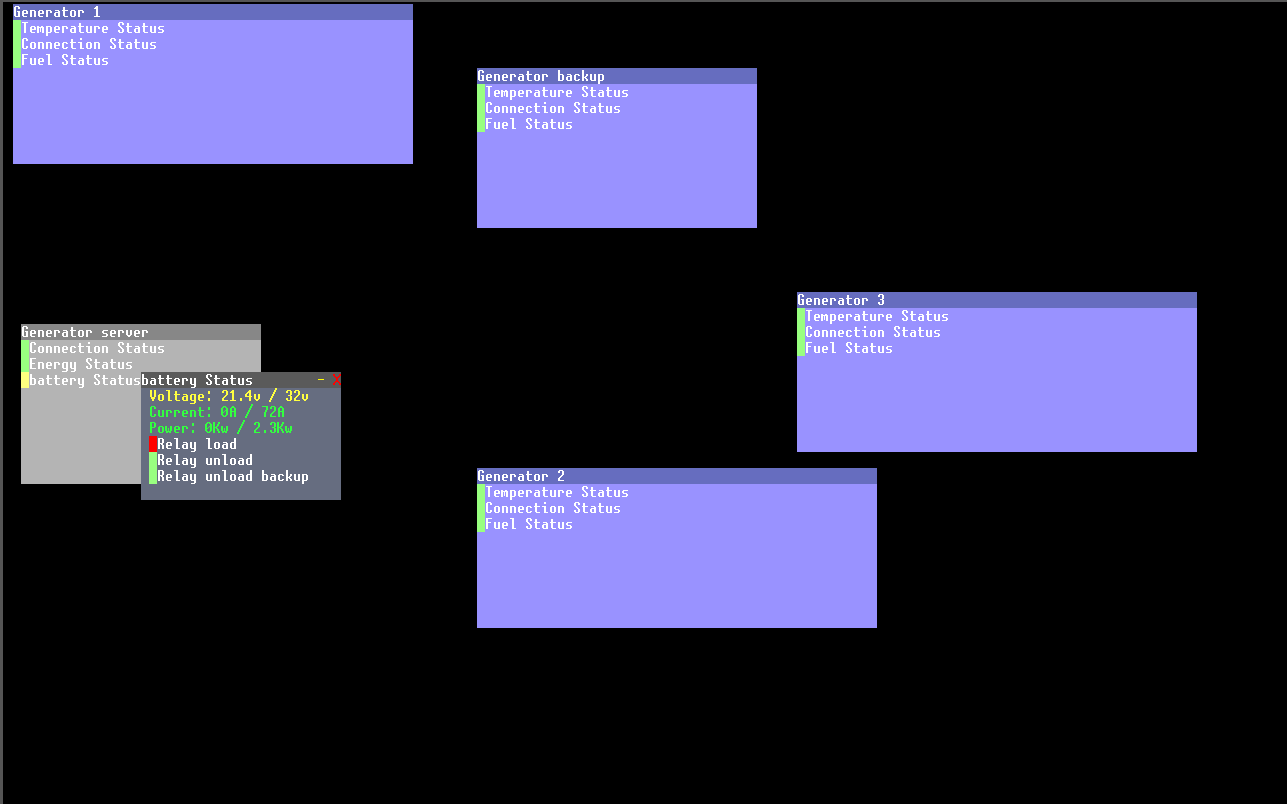 Generator 1
Temperature Status
Connection Status
Fuel Status
Generator backup
Temperature Status
Connection Status
Fuel Status
Generator 3
Temperature Status
Connection Status
Fuel Status
Generator server
Connection Status
Energy Status
battery Status
battery Status - X
Voltage: 21.4v / 32v
Current: 0A / 72A
Power: 0Kw / 2.3Kw
Relay load
Relay unload
Relay unload backup
Generator 2
Temperature Status
Connection Status
Fuel Status